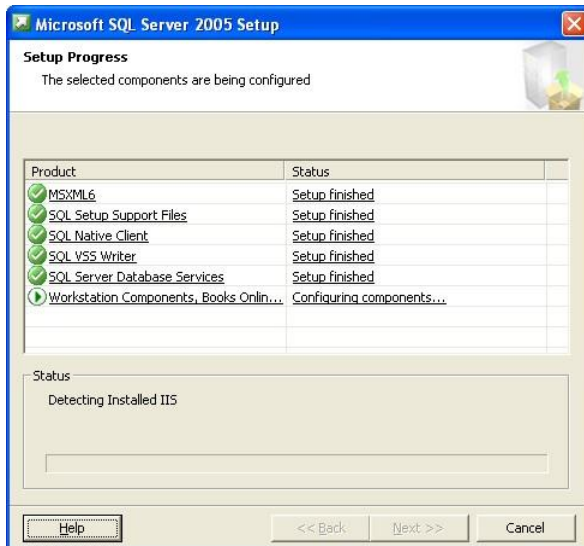 Microsoft SQL Server 2005 Setup
Setup Progress
The selected components are being configured
Product Status
MSXML6 Setup finished
SQL Setup Support Files Setup finished
SQL Native Client Setup finished
SQL VSS Writer Setup finished
SQL Server Database Services Setup finished
Workstation Components, Books Onlin... Configuring components...
Status
Detecting Installed IIS
Help << Back Next >> Cancel